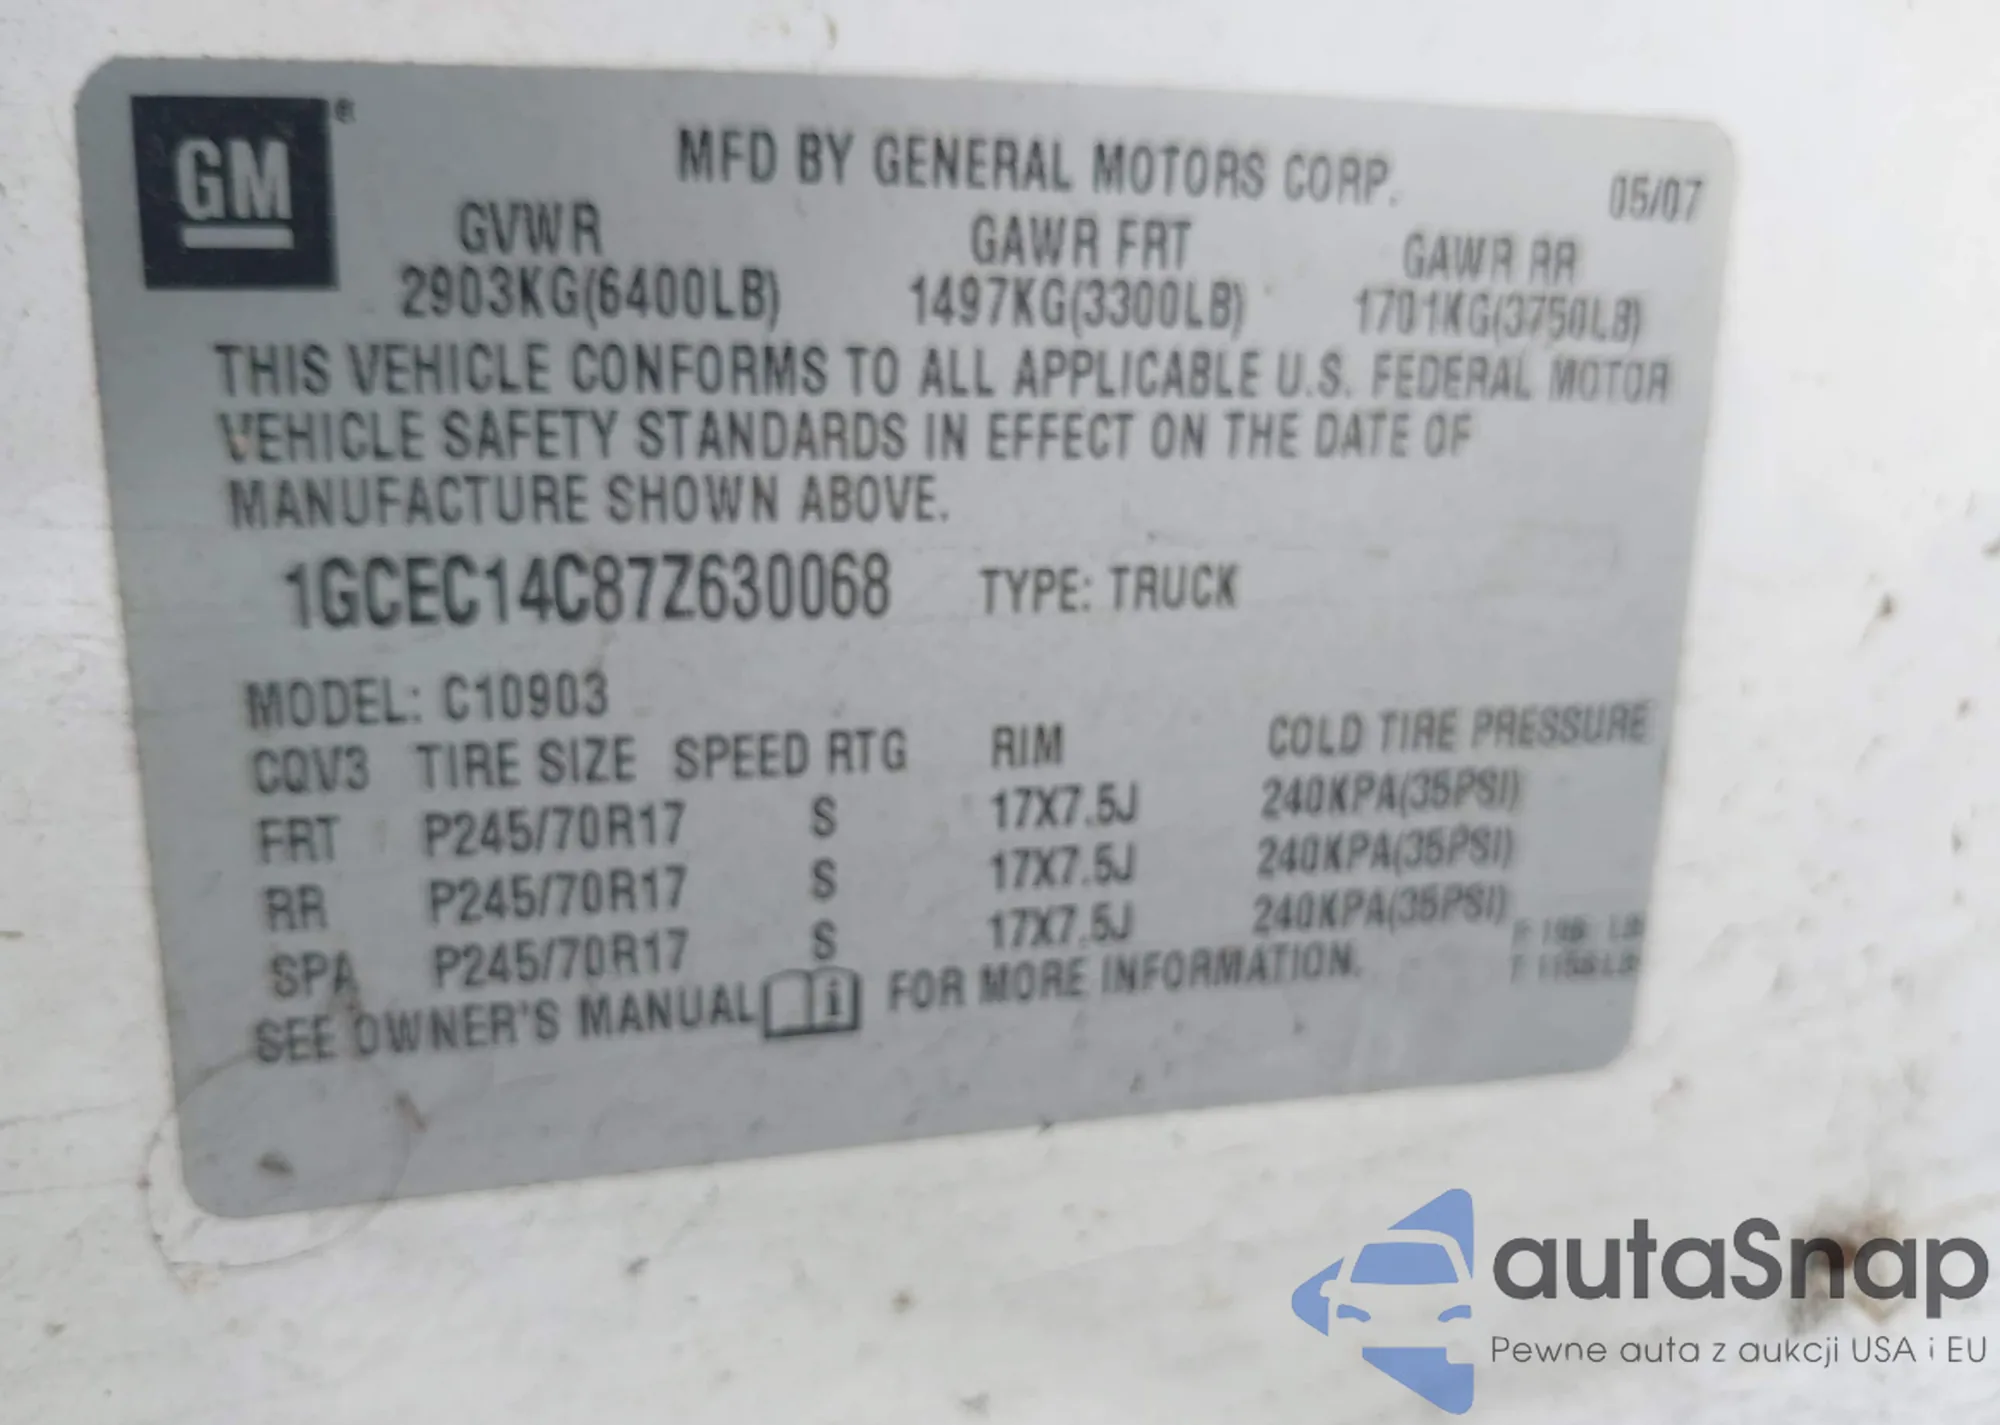 GM®
MFD BY GENERAL MOTORS CORP. 05/07
GVWR GAWR FRT GAWR RR
2903KG(6400LB) 1497KG(3300LB) 1701KG(3750LB)
THIS VEHICLE CONFORMS TO ALL APPLICABLE U.S. FEDERAL MOTOR
VEHICLE SAFETY STANDARDS IN EFFECT ON THE DATE OF
MANUFACTURE SHOWN ABOVE.
1GCEC14C87Z630068 TYPE: TRUCK
MODEL: C10903
CQV3 TIRE SIZE SPEED RTG RIM COLD TIRE PRESSURE
FRT P245/70R17 S 17X7.5J 240KPA(35PSI)
RR P245/70R17 S 17X7.5J 240KPA(35PSI)
SPA P245/70R17 S 17X7.5J 240KPA(35PSI)
SEE OWNER'S MANUAL i FOR MORE INFORMATION.
autaSnap
Pewne auta z aukcji USA i EU